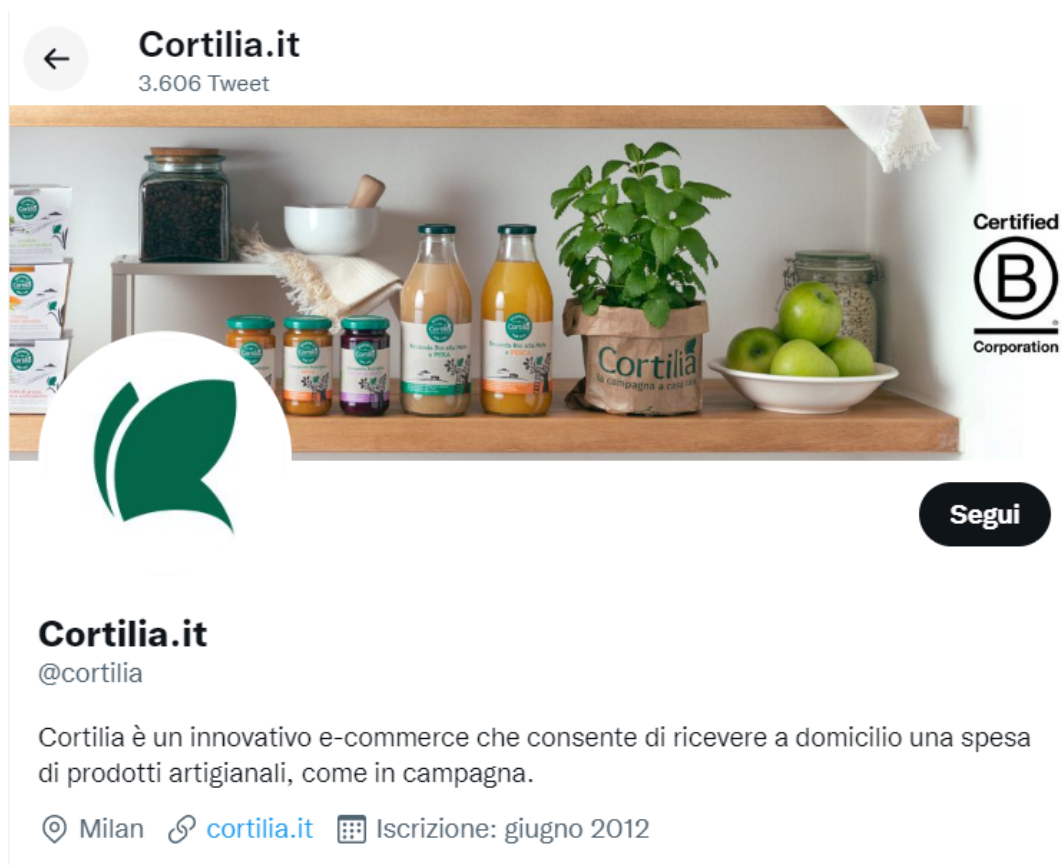 Cortilia.it
3.606 Tweet
Certified
B
Corporation
Cortilia
la campagna a casa tua
Segui
Cortilia.it
@cortilia
Cortilia è un innovativo e-commerce che consente di ricevere a domicilio una spesa
di prodotti artigianali, come in campagna.
Milan cortilia.it Iscrizione: giugno 2012